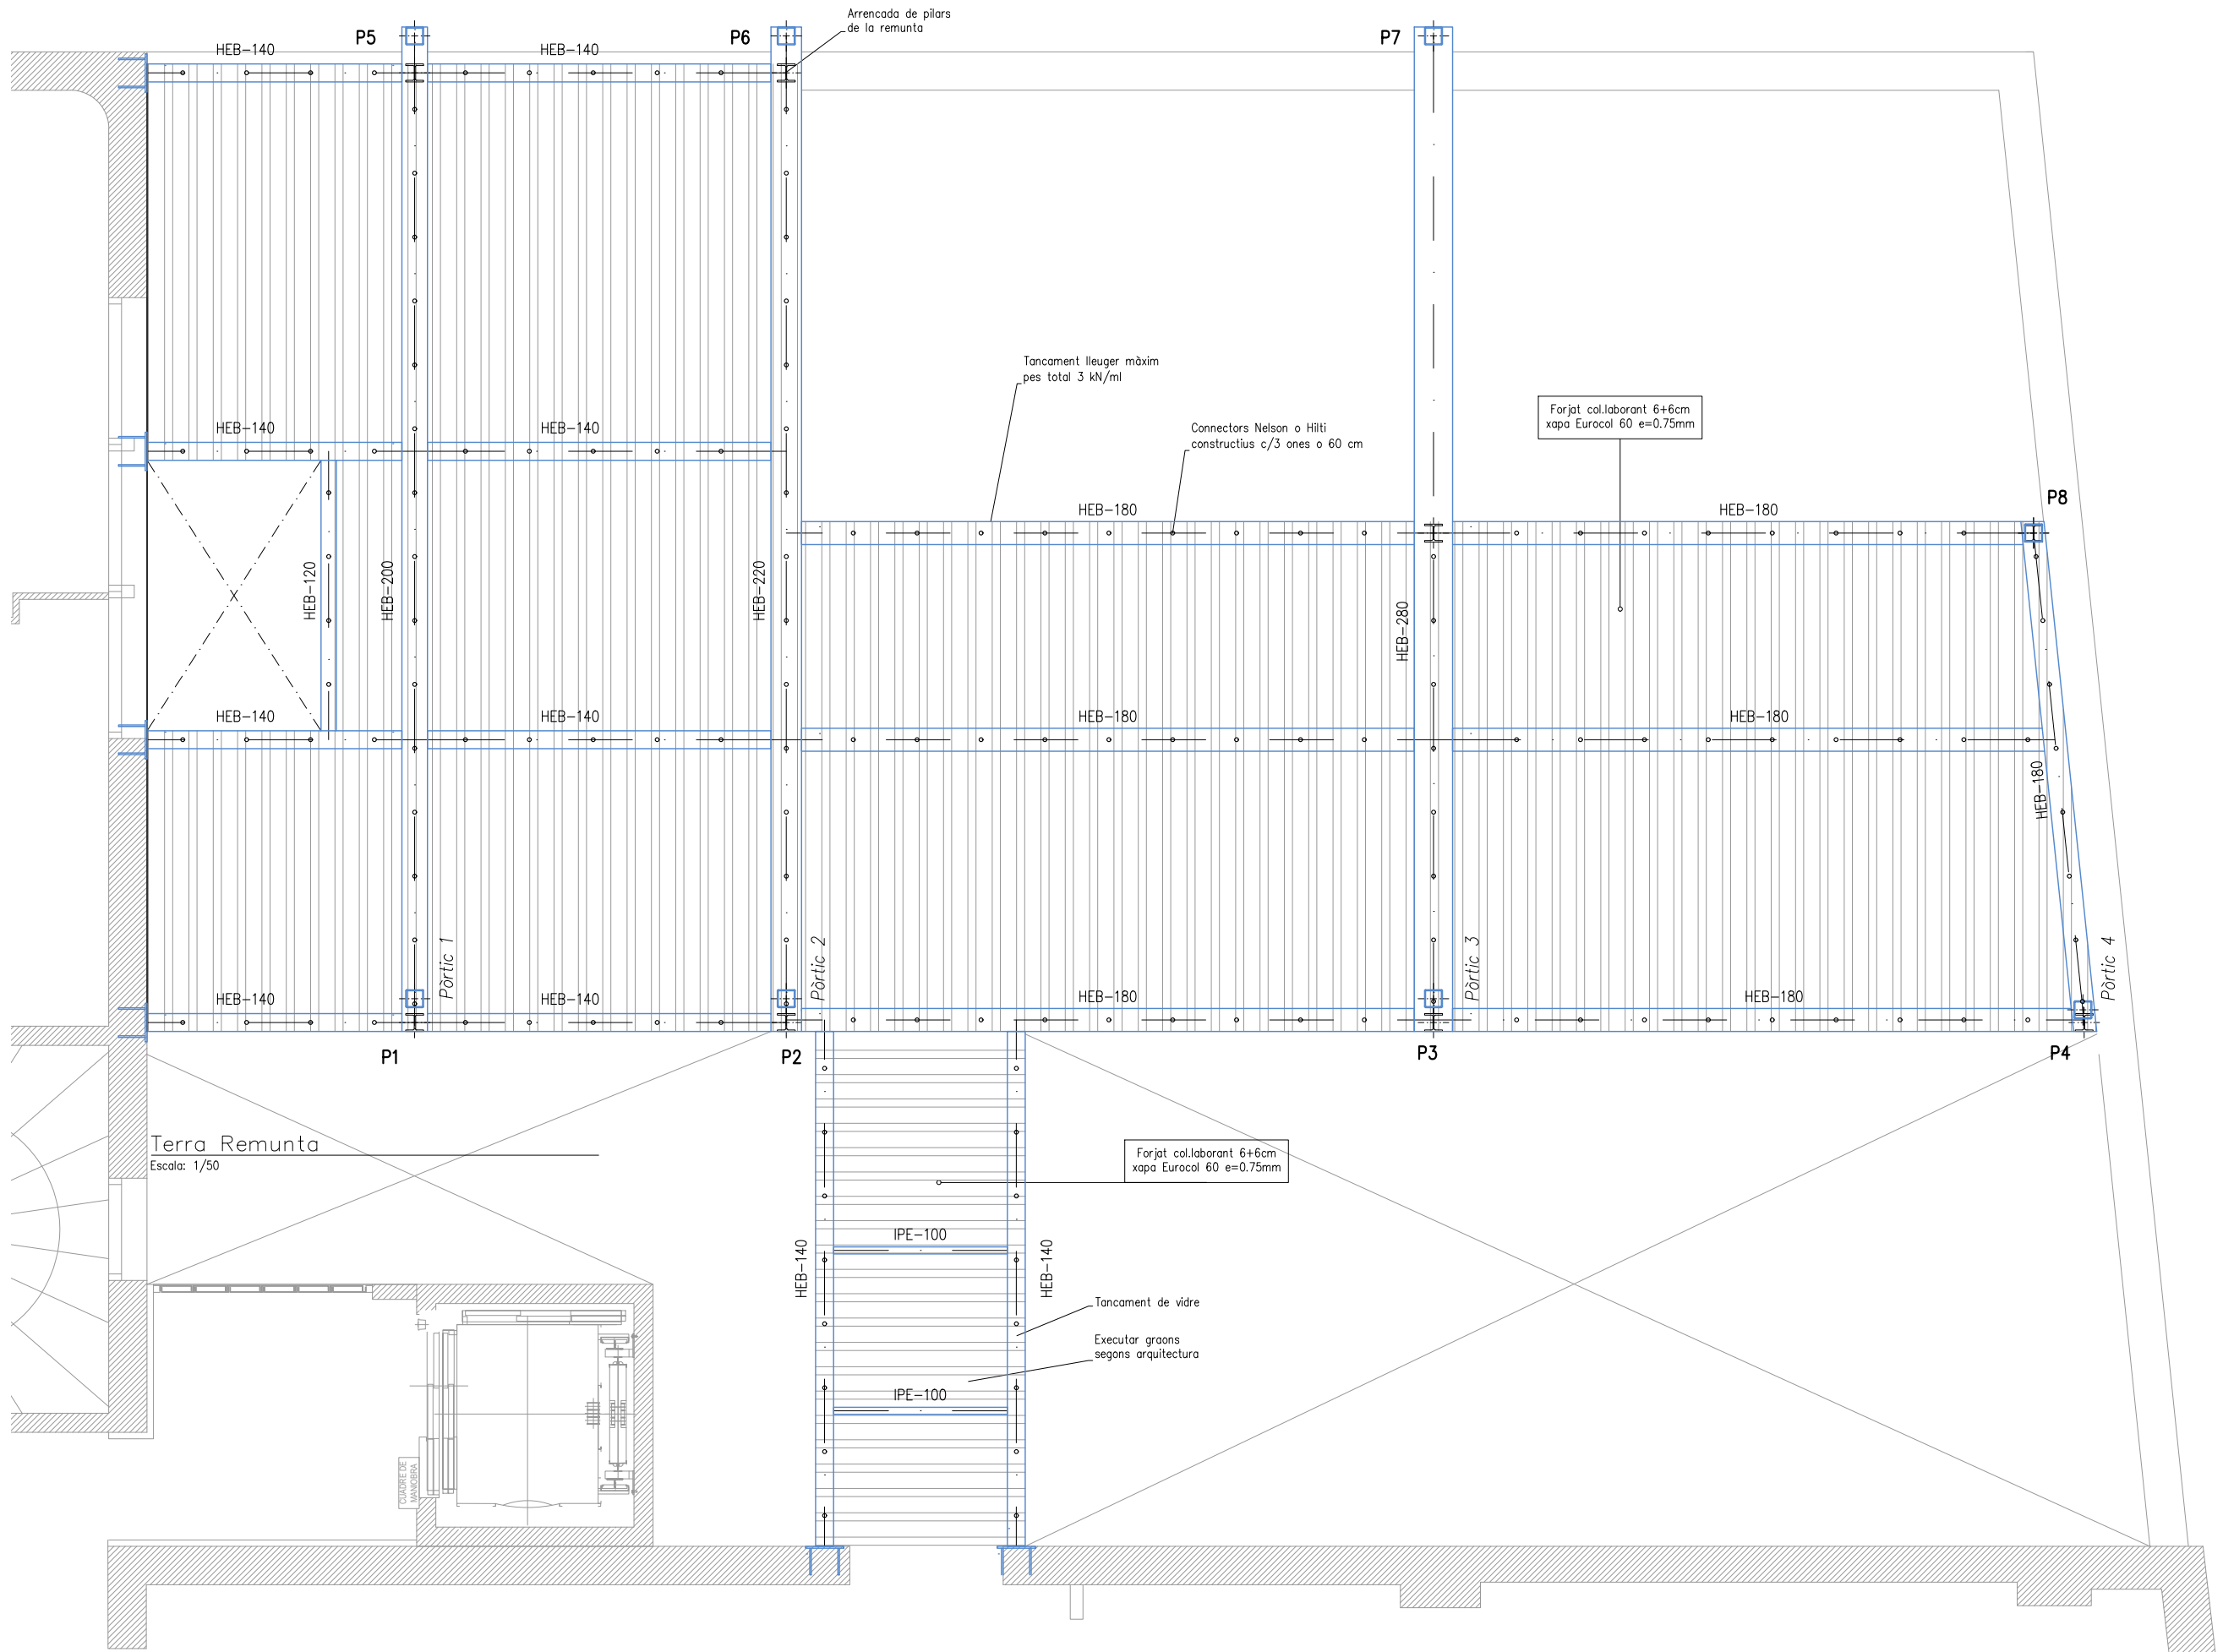 Arrencada de pilars
de la remunta
P5
P6
P7
HEB-140
HEB-140
Tancament lleuger màxim
pes total 3 kN/ml
Connectors Nelson o Hilti
constructius c/3 ones o 60 cm
Forjat col.laborant 6+6cm
xapa Eurocol 60 e=0.75mm
HEB-140
HEB-140
P8
HEB-180
HEB-180
HEB-120
HEB-200
HEB-220
HEB-280
HEB-140
HEB-140
HEB-180
HEB-180
HEB-180
Pòrtic 1
Pòrtic 2
Pòrtic 3
Pòrtic 4
HEB-140
HEB-140
HEB-180
HEB-180
P1
P2
P3
P4
Terra Remunta
Escala: 1/50
Forjat col.laborant 6+6cm
xapa Eurocol 60 e=0.75mm
IPE-100
HEB-140
HEB-140
Tancament de vidre
Executar graons
segons arquitectura
IPE-100
CUADRE DE
MANIOBRA